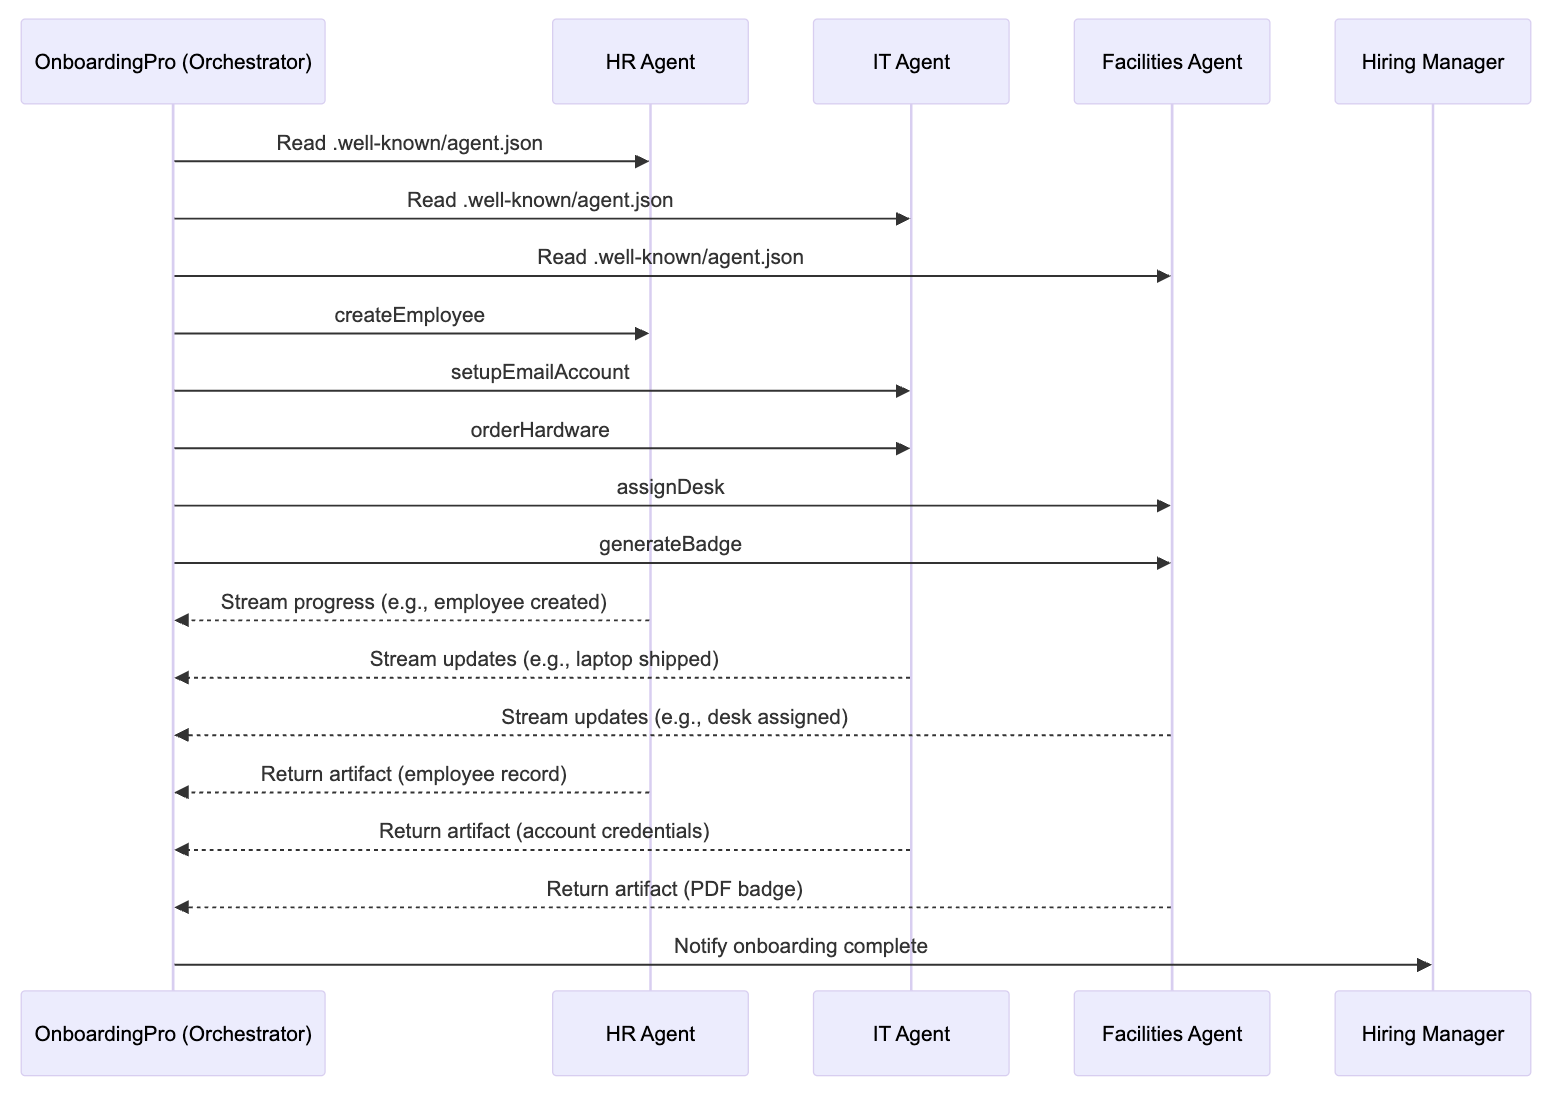 OnboardingPro (Orchestrator)
HR Agent
IT Agent
Facilities Agent
Hiring Manager
Read .well-known/agent.json
Read .well-known/agent.json
Read .well-known/agent.json
createEmployee
setupEmailAccount
orderHardware
assignDesk
generateBadge
Stream progress (e.g., employee created)
Stream updates (e.g., laptop shipped)
Stream updates (e.g., desk assigned)
Return artifact (employee record)
Return artifact (account credentials)
Return artifact (PDF badge)
Notify onboarding complete
OnboardingPro (Orchestrator)
HR Agent
IT Agent
Facilities Agent
Hiring Manager